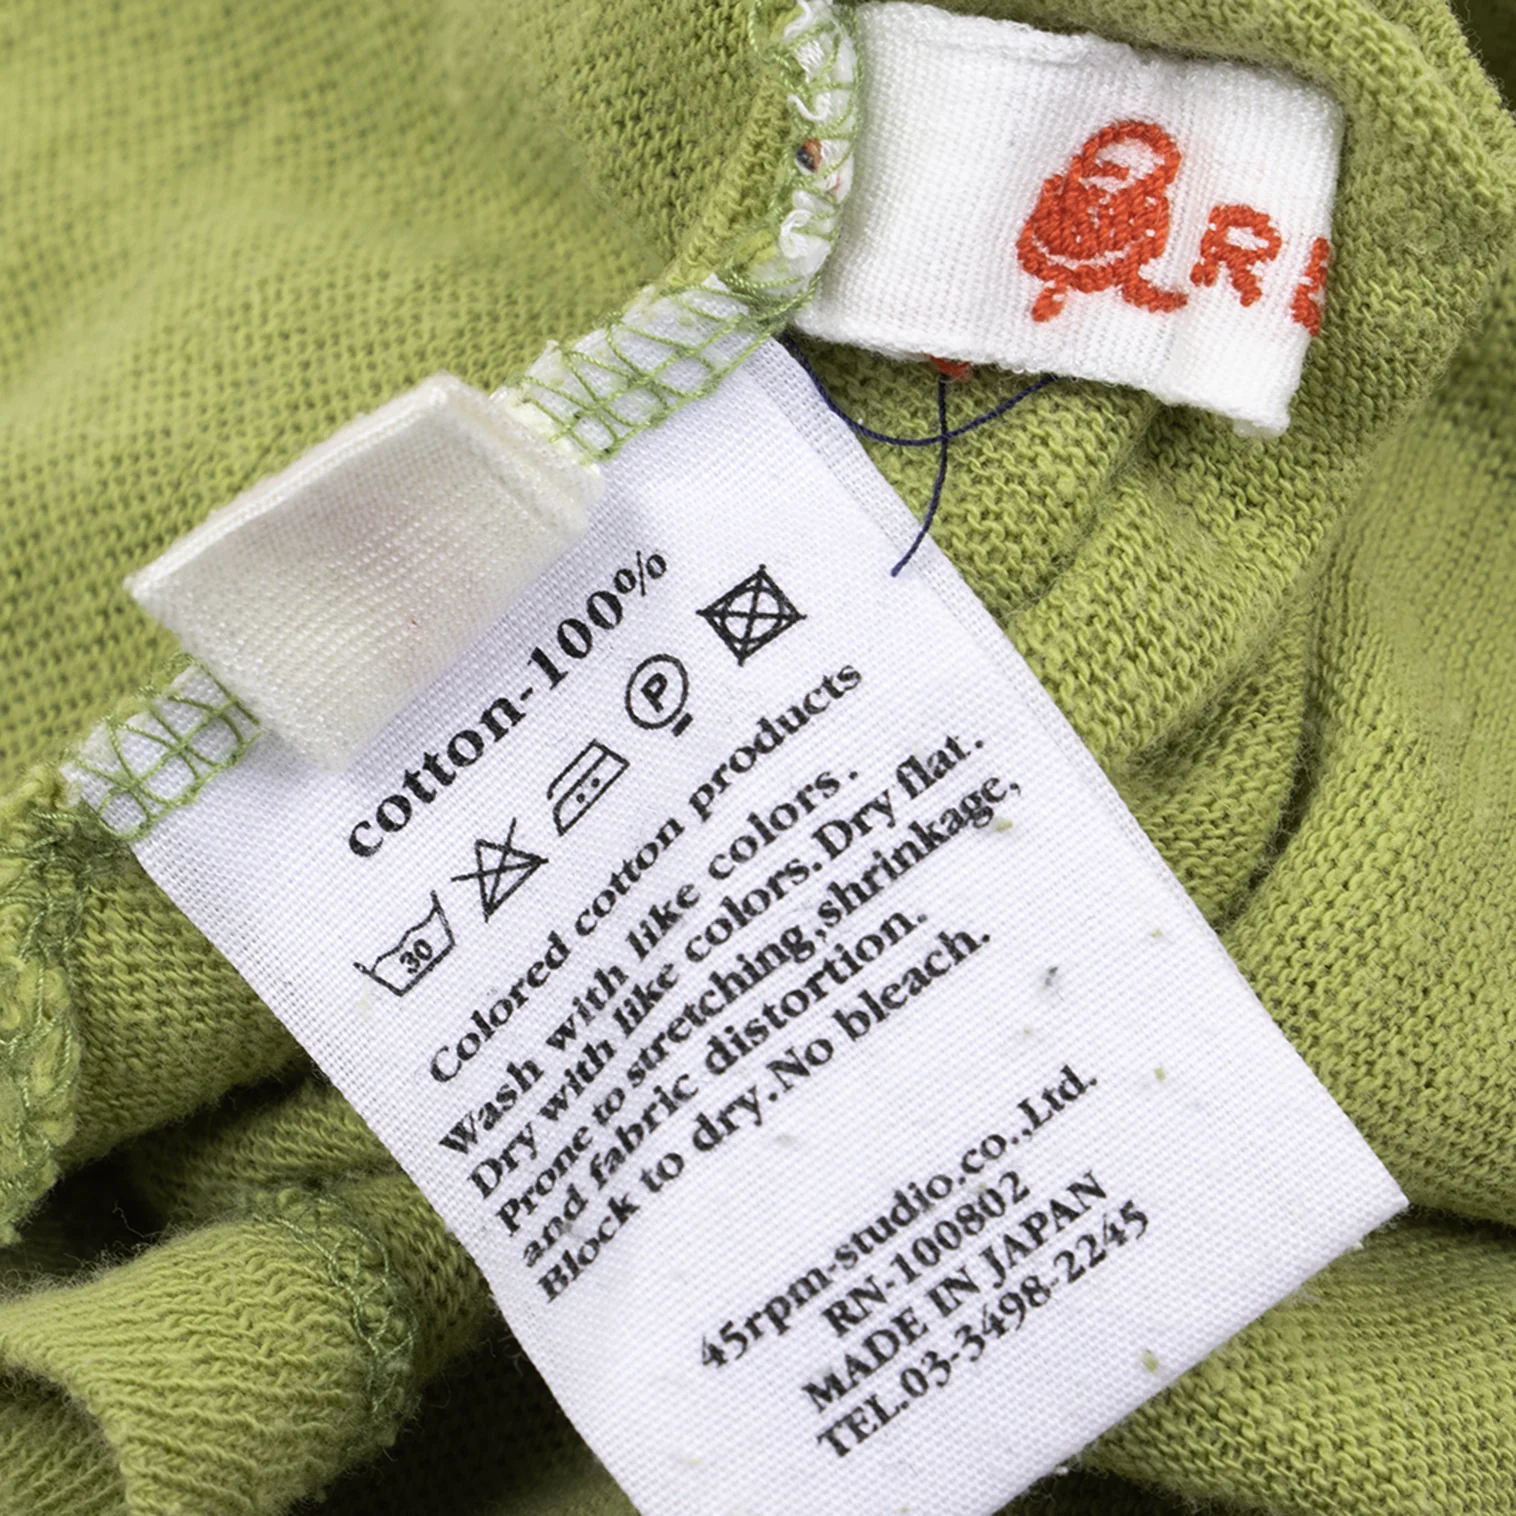 R
cotton-100%
30
P
Colored cotton products
Wash with like colors.
Dry with like colors. Dry flat.
Prone to stretching,shrinkage,
and fabric distortion.
Block to dry. No bleach.
45rpm-studio.co.,Ltd.
RN-100802
MADE IN JAPAN
TEL.03-3498-2245